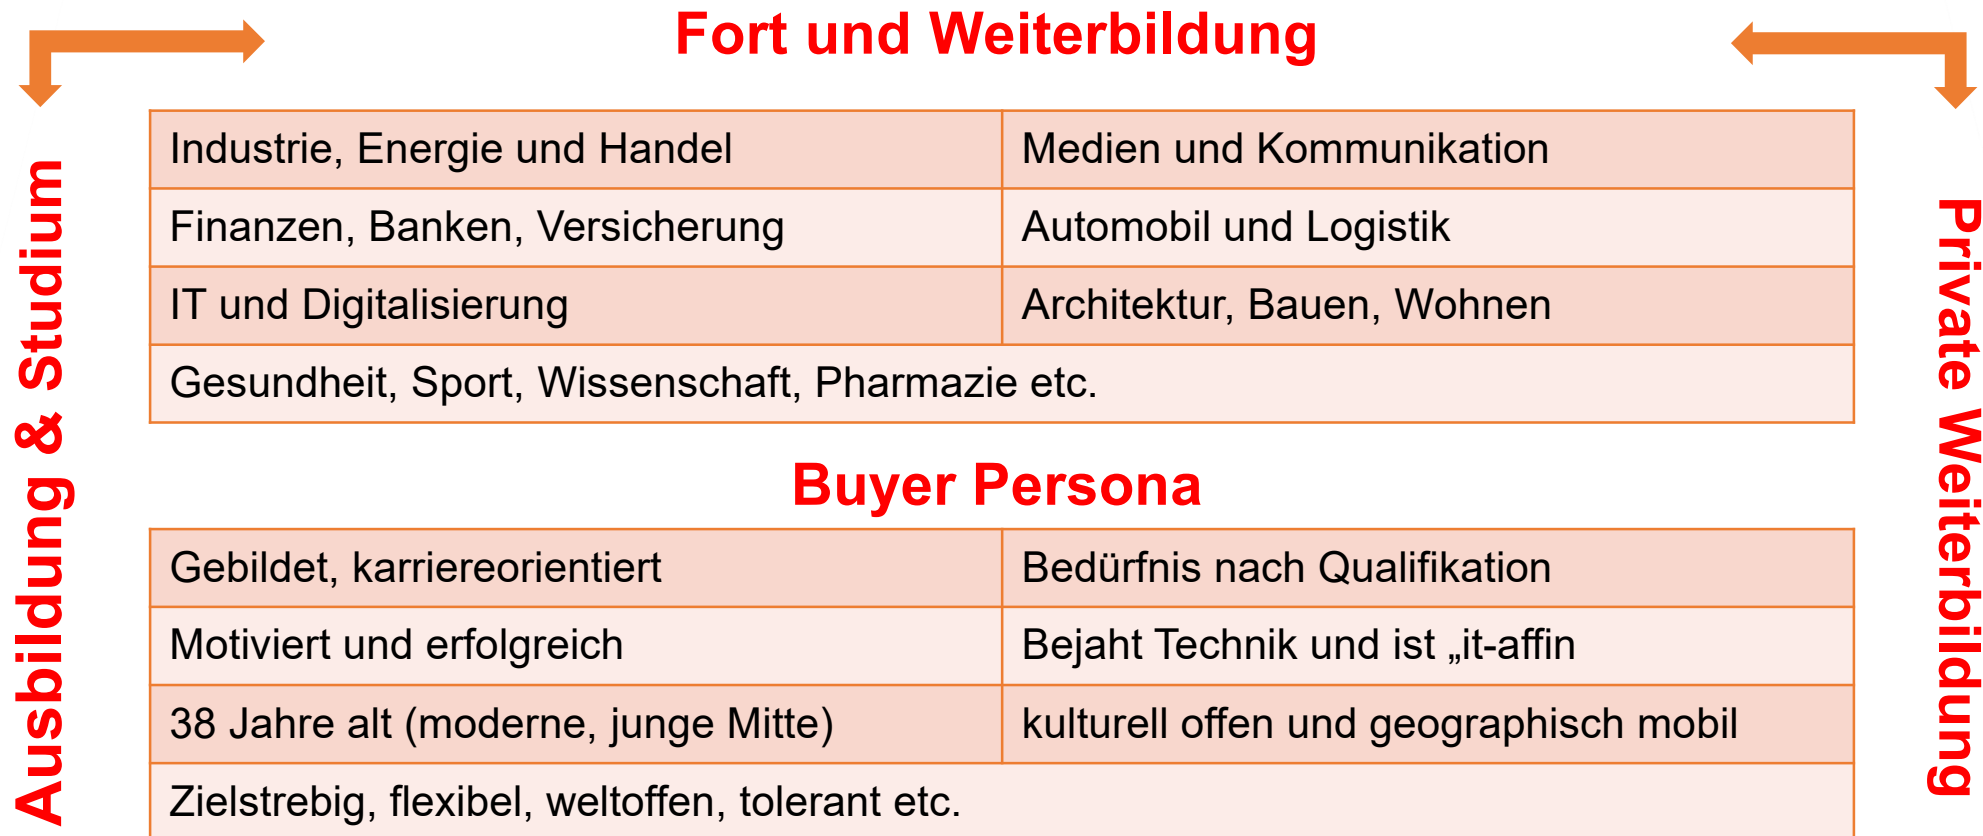 Fort und Weiterbildung
Ausbildung & Studium
Industrie, Energie und Handel
Medien und Kommunikation
Finanzen, Banken, Versicherung
Automobil und Logistik
IT und Digitalisierung
Architektur, Bauen, Wohnen
Gesundheit, Sport, Wissenschaft, Pharmazie etc.
Buyer Persona
Gebildet, karriereorientiert
Bedürfnis nach Qualifikation
Motiviert und erfolgreich
Bejaht Technik und ist „it-affin
38 Jahre alt (moderne, junge Mitte)
kulturell offen und geographisch mobil
Zielstrebig, flexibel, weltoffen, tolerant etc.
Private Weiterbildung